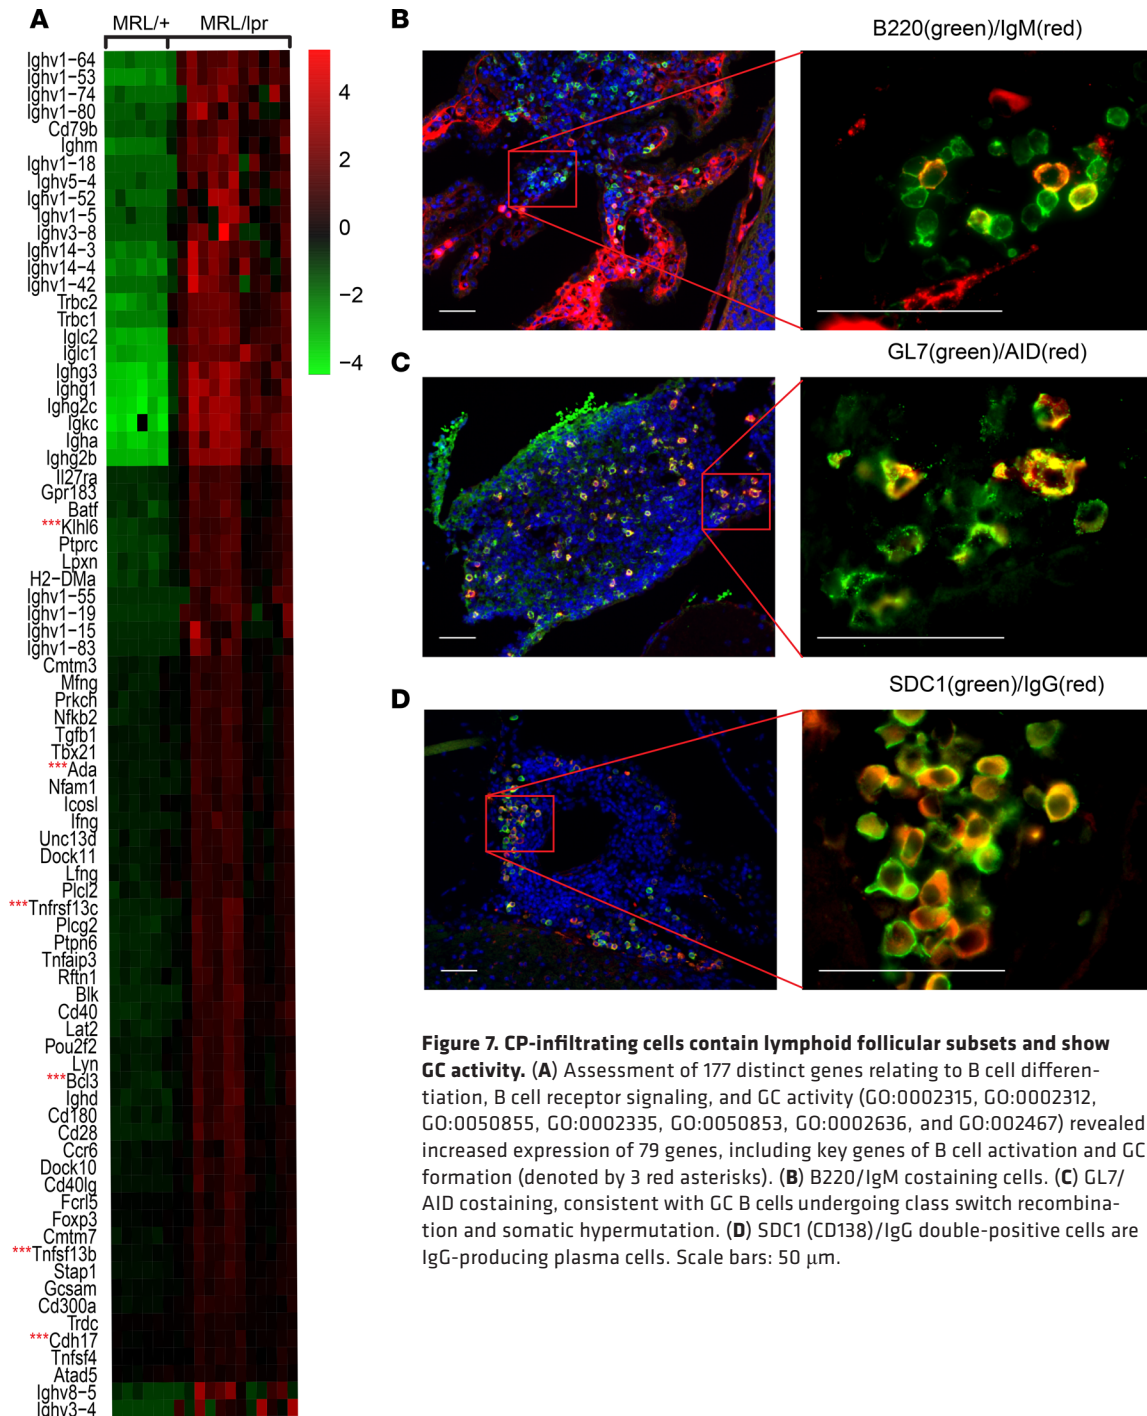 A
MRL/+
MRL/lpr
Ighv1−64
Ighv1−53
Ighv1−74
Ighv1−80
Cd79b
Ighm
Ighv1−18
Ighv5−4
Ighv1−52
Ighv1−5
Ighv3−8
Ighv14−3
Ighv14−4
Ighv1−42
Trbc2
Trbc1
Iglc2
Iglc1
Ighg3
Ighg1
Ighg2c
Igkc
Igha
Ighg2b
Il27ra
Gpr183
Batf
***Klhl6
Ptprc
Lpxn
H2−DMa
Ighv1−55
Ighv1−19
Ighv1−15
Ighv1−83
Cmtm3
Mfng
Prkch
Nfkb2
Tgfb1
Tbx21
***Ada
Nfam1
Icosl
Ifng
Unc13d
Dock11
Lfng
Plcl2
***Tnfrsf13c
Plcg2
Ptpn6
Tnfaip3
Rftn1
Blk
Cd40
Lat2
Pou2f2
Lyn
***Bcl3
Ighd
Cd180
Cd28
Ccr6
Dock10
Cd40lg
Fcrl5
Foxp3
Cmtm7
***Tnfsf13b
Stap1
Gcsam
Cd300a
Trdc
***Cdh17
Tnfsf4
Atad5
Ighv8−5
Ighv3−4
4
2
0
−2
−4
B
B220(green)/IgM(red)
C
GL7(green)/AID(red)
D
SDC1(green)/IgG(red)
Figure 7. CP-infiltrating cells contain lymphoid follicular subsets and show
GC activity. (A) Assessment of 177 distinct genes relating to B cell differen-
tiation, B cell receptor signaling, and GC activity (GO:0002315, GO:0002312,
GO:0050855, GO:0002335, GO:0050853, GO:0002636, and GO:002467) revealed
increased expression of 79 genes, including key genes of B cell activation and GC
formation (denoted by 3 red asterisks). (B) B220/IgM costaining cells. (C) GL7/
AID costaining, consistent with GC B cells undergoing class switch recombina-
tion and somatic hypermutation. (D) SDC1 (CD138)/IgG double-positive cells are
IgG-producing plasma cells. Scale bars: 50 μm.